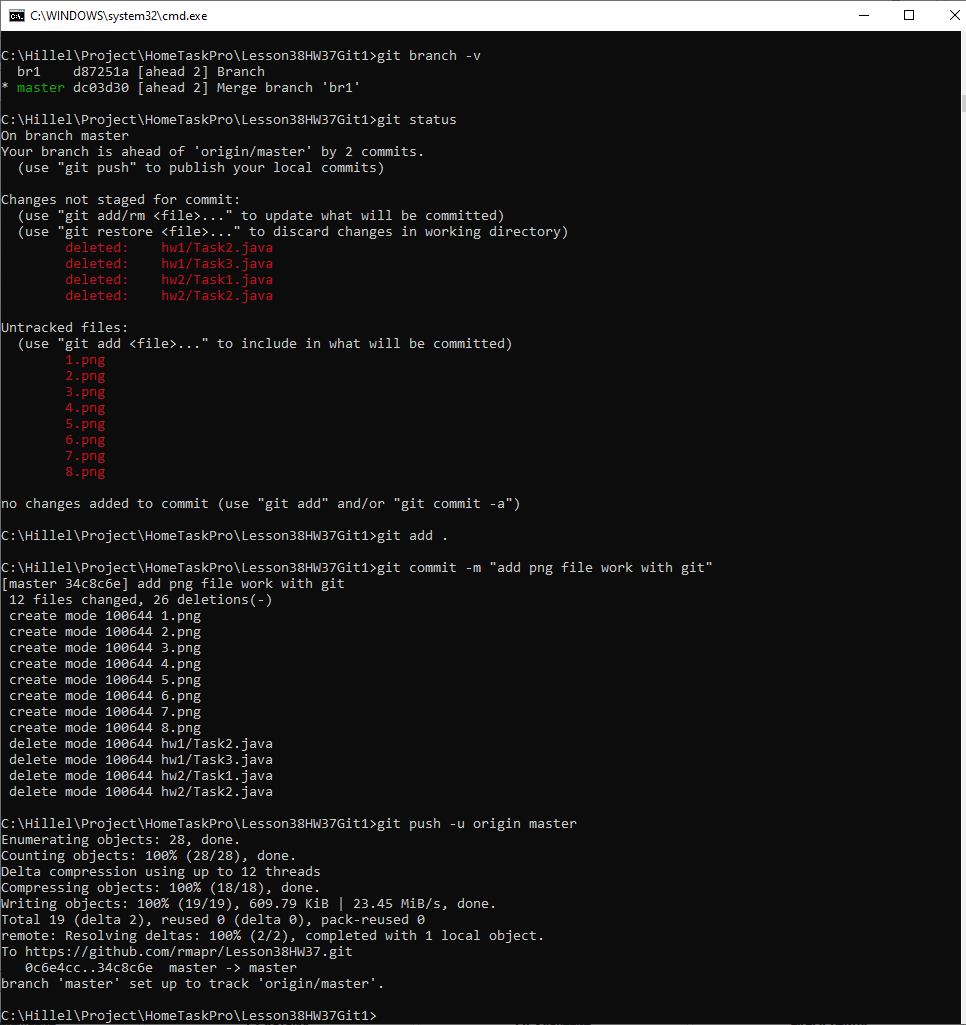 C:\WINDOWS\system32\cmd.exe
C:\Hillel\Project\HomeTaskPro\Lesson38HW37Git1>git branch -v
  br1    d87251a [ahead 2] Branch
* master dc03d30 [ahead 2] Merge branch 'br1'

C:\Hillel\Project\HomeTaskPro\Lesson38HW37Git1>git status
On branch master
Your branch is ahead of 'origin/master' by 2 commits.
  (use "git push" to publish your local commits)

Changes not staged for commit:
  (use "git add/rm <file>..." to update what will be committed)
  (use "git restore <file>..." to discard changes in working directory)
        deleted:    hw1/Task2.java
        deleted:    hw1/Task3.java
        deleted:    hw2/Task1.java
        deleted:    hw2/Task2.java

Untracked files:
  (use "git add <file>..." to include in what will be committed)
        1.png
        2.png
        3.png
        4.png
        5.png
        6.png
        7.png
        8.png

no changes added to commit (use "git add" and/or "git commit -a")

C:\Hillel\Project\HomeTaskPro\Lesson38HW37Git1>git add .

C:\Hillel\Project\HomeTaskPro\Lesson38HW37Git1>git commit -m "add png file work with git"
[master 34c8c6e] add png file work with git
 12 files changed, 26 deletions(-)
 create mode 100644 1.png
 create mode 100644 2.png
 create mode 100644 3.png
 create mode 100644 4.png
 create mode 100644 5.png
 create mode 100644 6.png
 create mode 100644 7.png
 create mode 100644 8.png
 delete mode 100644 hw1/Task2.java
 delete mode 100644 hw1/Task3.java
 delete mode 100644 hw2/Task1.java
 delete mode 100644 hw2/Task2.java

C:\Hillel\Project\HomeTaskPro\Lesson38HW37Git1>git push -u origin master
Enumerating objects: 28, done.
Counting objects: 100% (28/28), done.
Delta compression using up to 12 threads
Compressing objects: 100% (18/18), done.
Writing objects: 100% (19/19), 609.79 KiB | 23.45 MiB/s, done.
Total 19 (delta 2), reused 0 (delta 0), pack-reused 0
remote: Resolving deltas: 100% (2/2), completed with 1 local object.
To https://github.com/rmapr/Lesson38HW37.git
   0c6e4cc..34c8c6e  master -> master
branch 'master' set up to track 'origin/master'.

C:\Hillel\Project\HomeTaskPro\Lesson38HW37Git1>